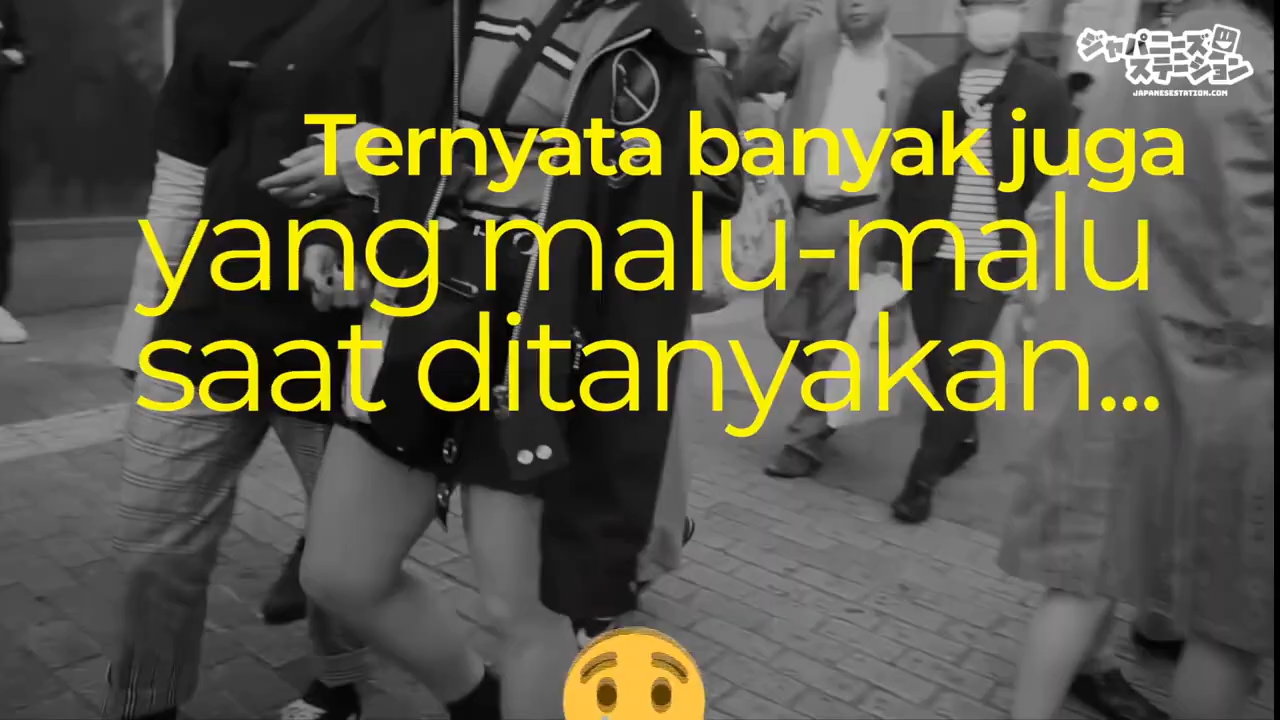 ジャパニーズ
ステーション
JAPANESESTATION.COM
Ternyata banyak juga
yang malu-malu
saat ditanyakan...